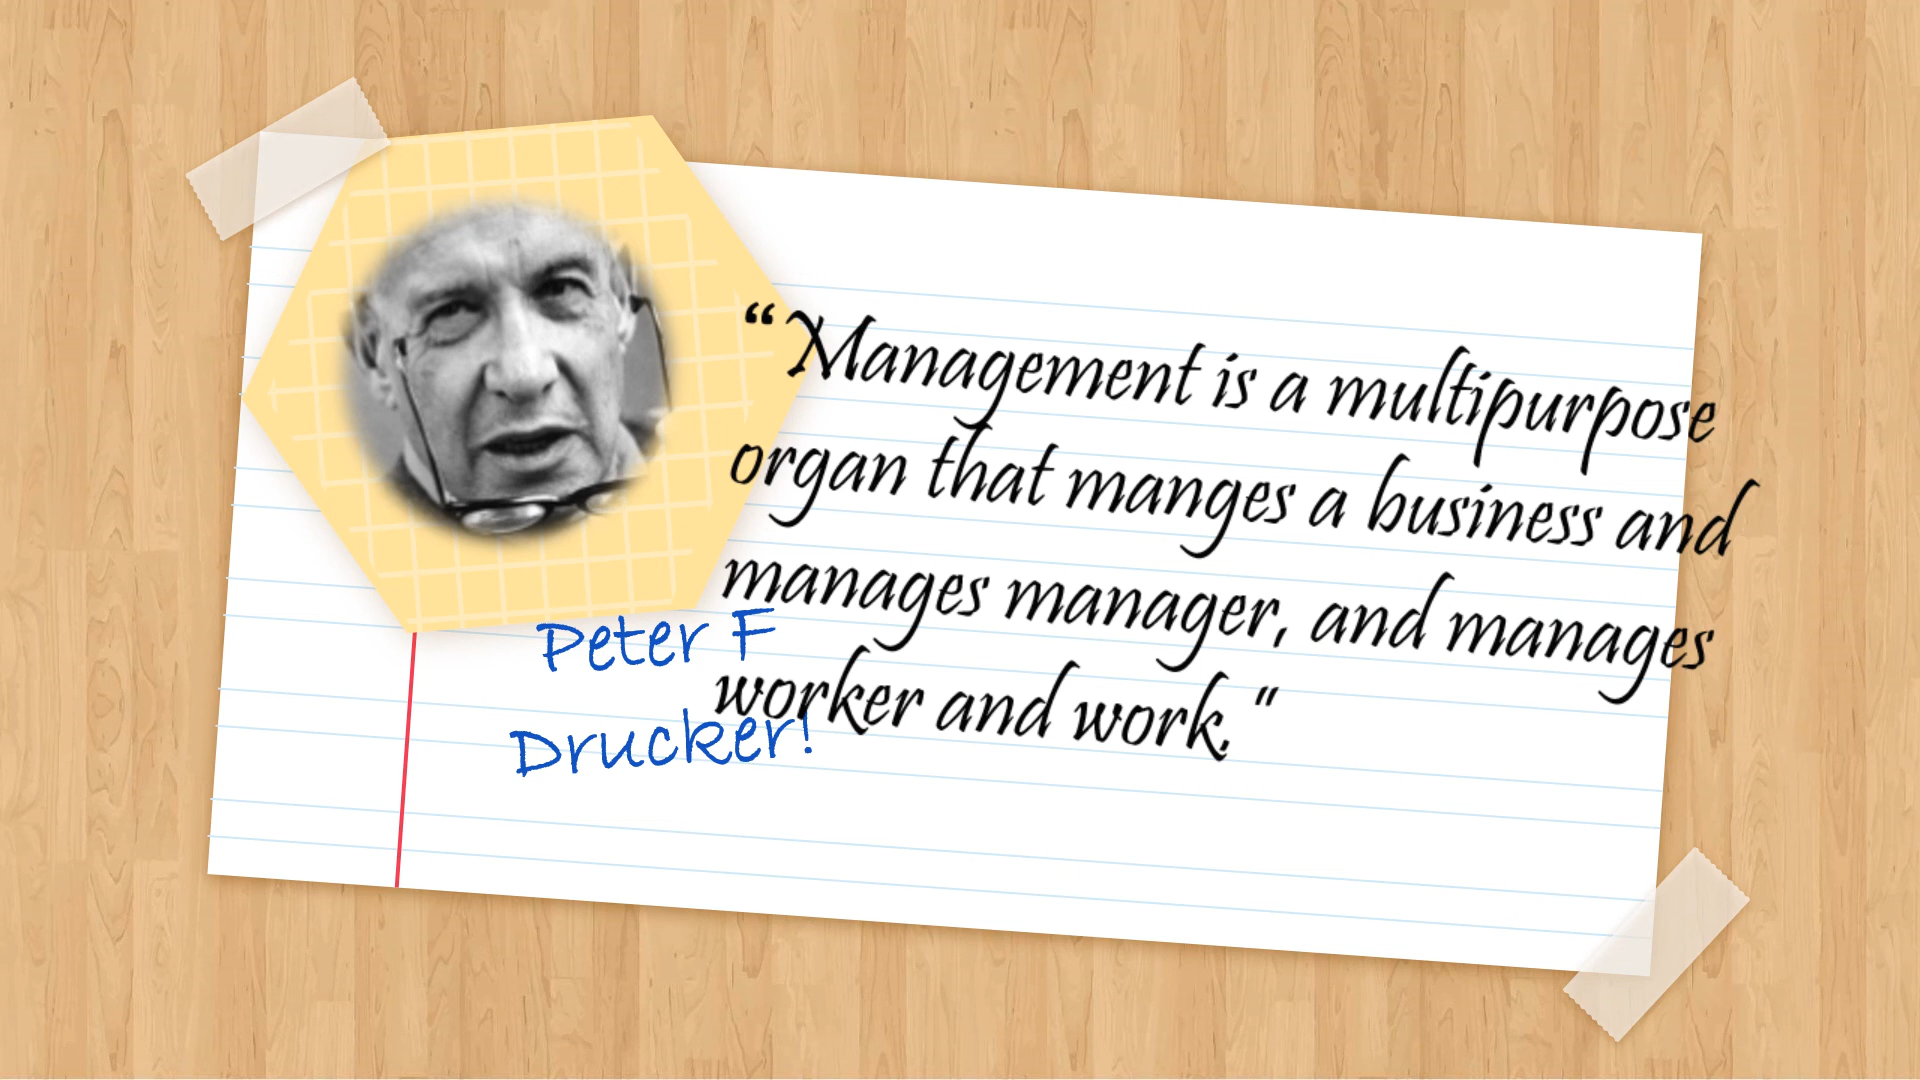 “Management is a multipurpose
organ that manges a business and
manages manager, and manages
worker and work.“
Peter F
Drucker!